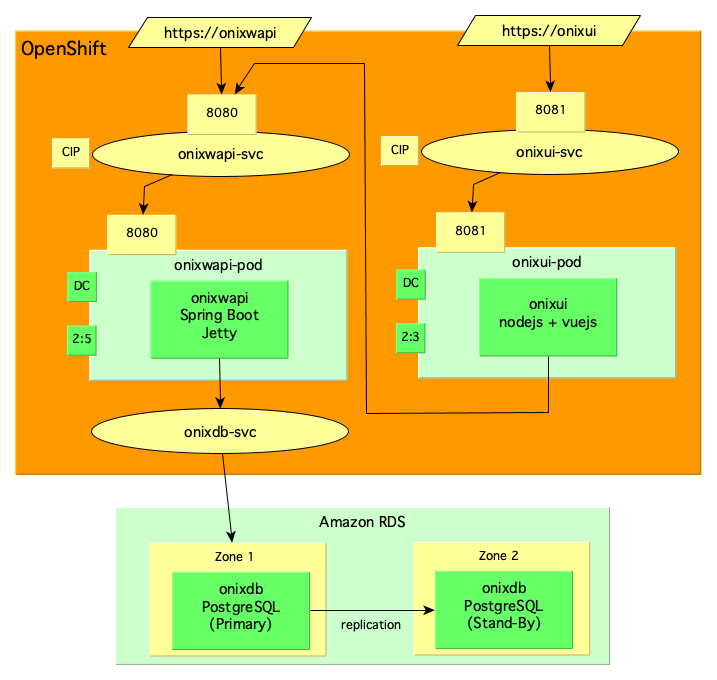 OpenShift
https://onixwapi
8080
CIP
onixwapi-svc
8080
onixwapi-pod
DC
2:5
onixwapi
Spring Boot
Jetty
onixdb-svc
https://onixui
8081
CIP
onixui-svc
8081
onixui-pod
DC
2:3
onixui
nodejs + vuejs
Amazon RDS
Zone 1
onixdb
PostgreSQL
(Primary)
replication
Zone 2
onixdb
PostgreSQL
(Stand-By)